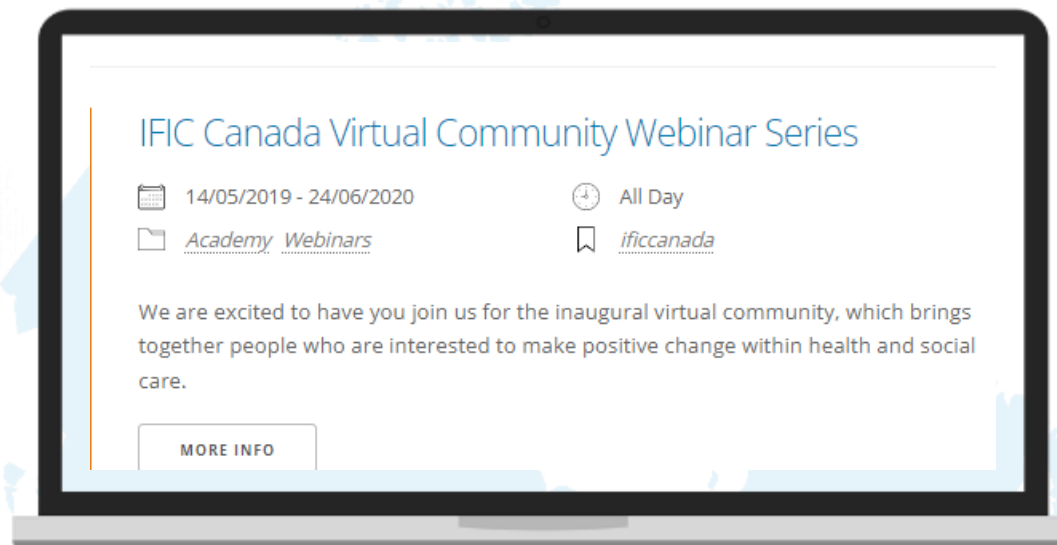 IFIC Canada Virtual Community Webinar Series
14/05/2019 - 24/06/2020
All Day
Academy Webinars
ificcanada
We are excited to have you join us for the inaugural virtual community, which brings
together people who are interested to make positive change within health and social
care.
MORE INFO